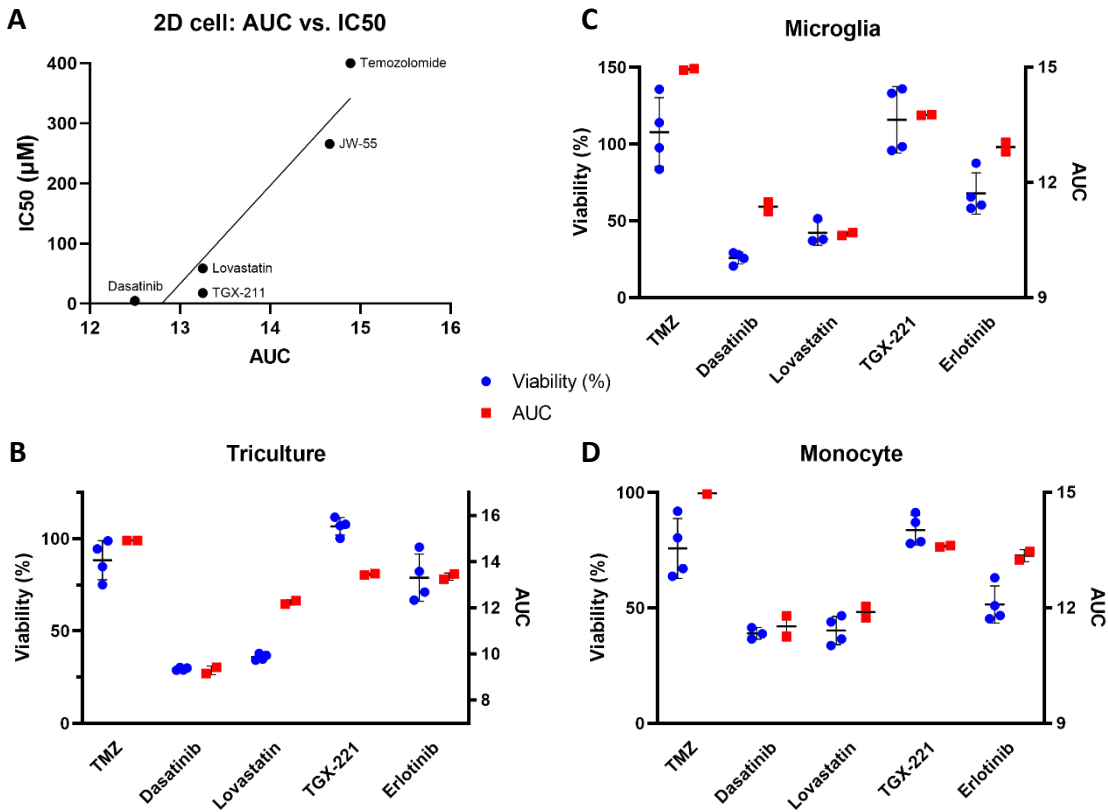 A
2D cell: AUC vs. IC50
IC50 (µM)
400
300
200
100
0
12
13
14
15
16
AUC
Temozolomide
JW-55
Lovastatin
TGX-211
Dasatinib
C
Microglia
Viability (%)
150
100
50
0
15
12
9
AUC
TMZ
Dasatinib
Lovastatin
TGX-221
Erlotinib
Viability (%)
AUC
B
Triculture
Viability (%)
100
50
0
16
14
12
10
8
AUC
TMZ
Dasatinib
Lovastatin
TGX-221
Erlotinib
D
Monocyte
Viability (%)
100
50
0
15
12
9
AUC
TMZ
Dasatinib
Lovastatin
TGX-221
Erlotinib